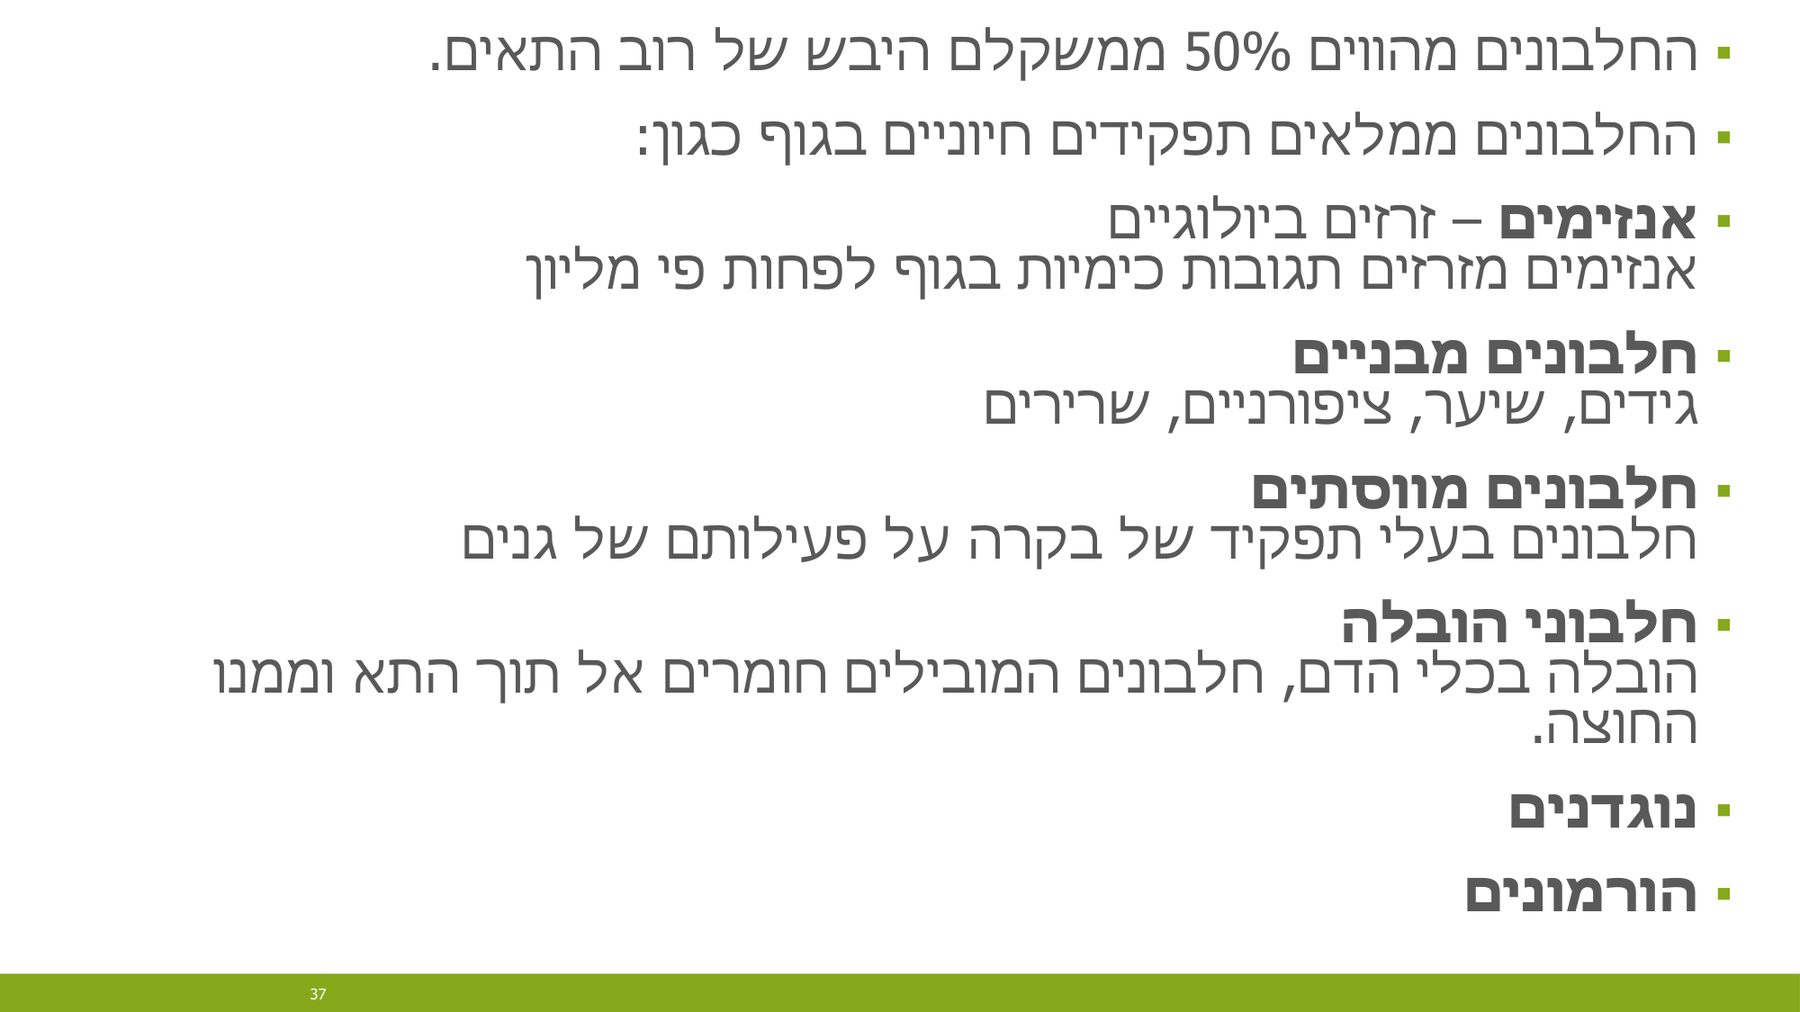 החלבונים מהווים 50% ממשקלם היבש של רוב התאים.
החלבונים ממלאים תפקידים חיוניים בגוף כגון:
אנזימים – זרזים ביולוגיים
אנזימים מזרזים תגובות כימיות בגוף לפחות פי מליון
חלבונים מבניים
גידים, שיער, ציפורניים, שרירים
חלבונים מווסתים
חלבונים בעלי תפקיד של בקרה על פעילותם של גנים
חלבוני הובלה
הובלה בכלי הדם, חלבונים המובילים חומרים אל תוך התא וממנו
החוצה.
נוגדנים
הורמונים
37